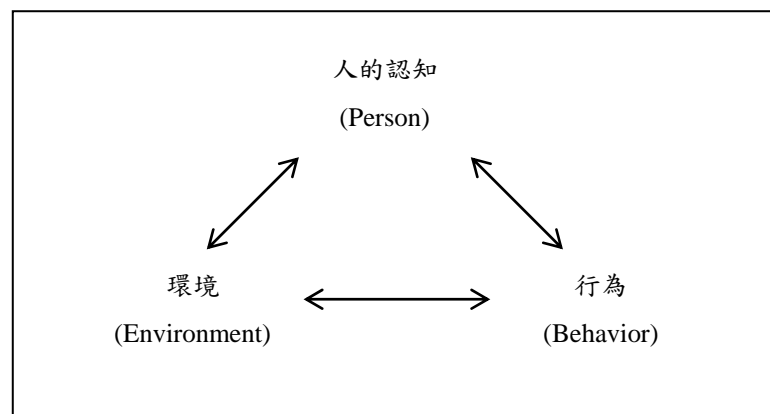 人的認知
(Person)
環境
(Environment)
行為
(Behavior)